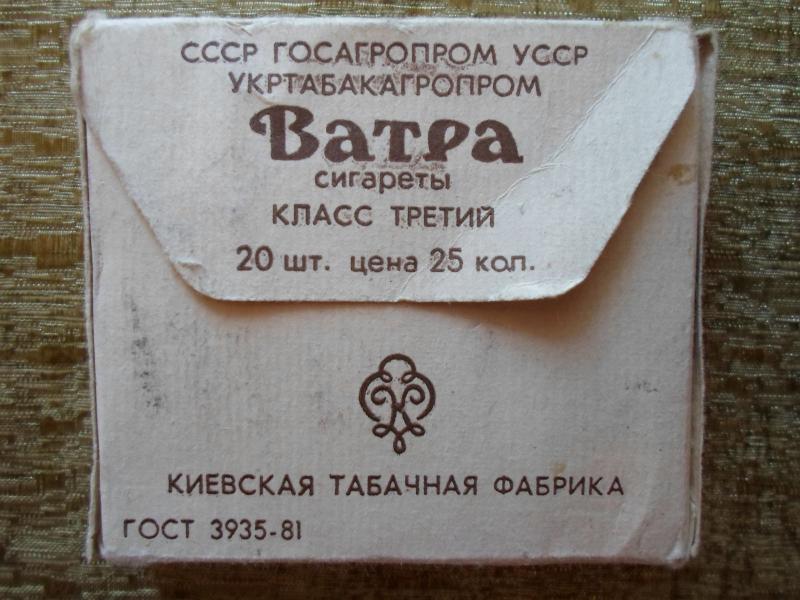 СССР ГОСАГРОПРОМ УССР
УКРТАБАКАГРОПРОМ
Ватра
сигареты
КЛАСС ТРЕТИЙ
20 шт. цена 25 коп.
КИЕВСКАЯ ТАБАЧНАЯ ФАБРИКА
ГОСТ 3935-81